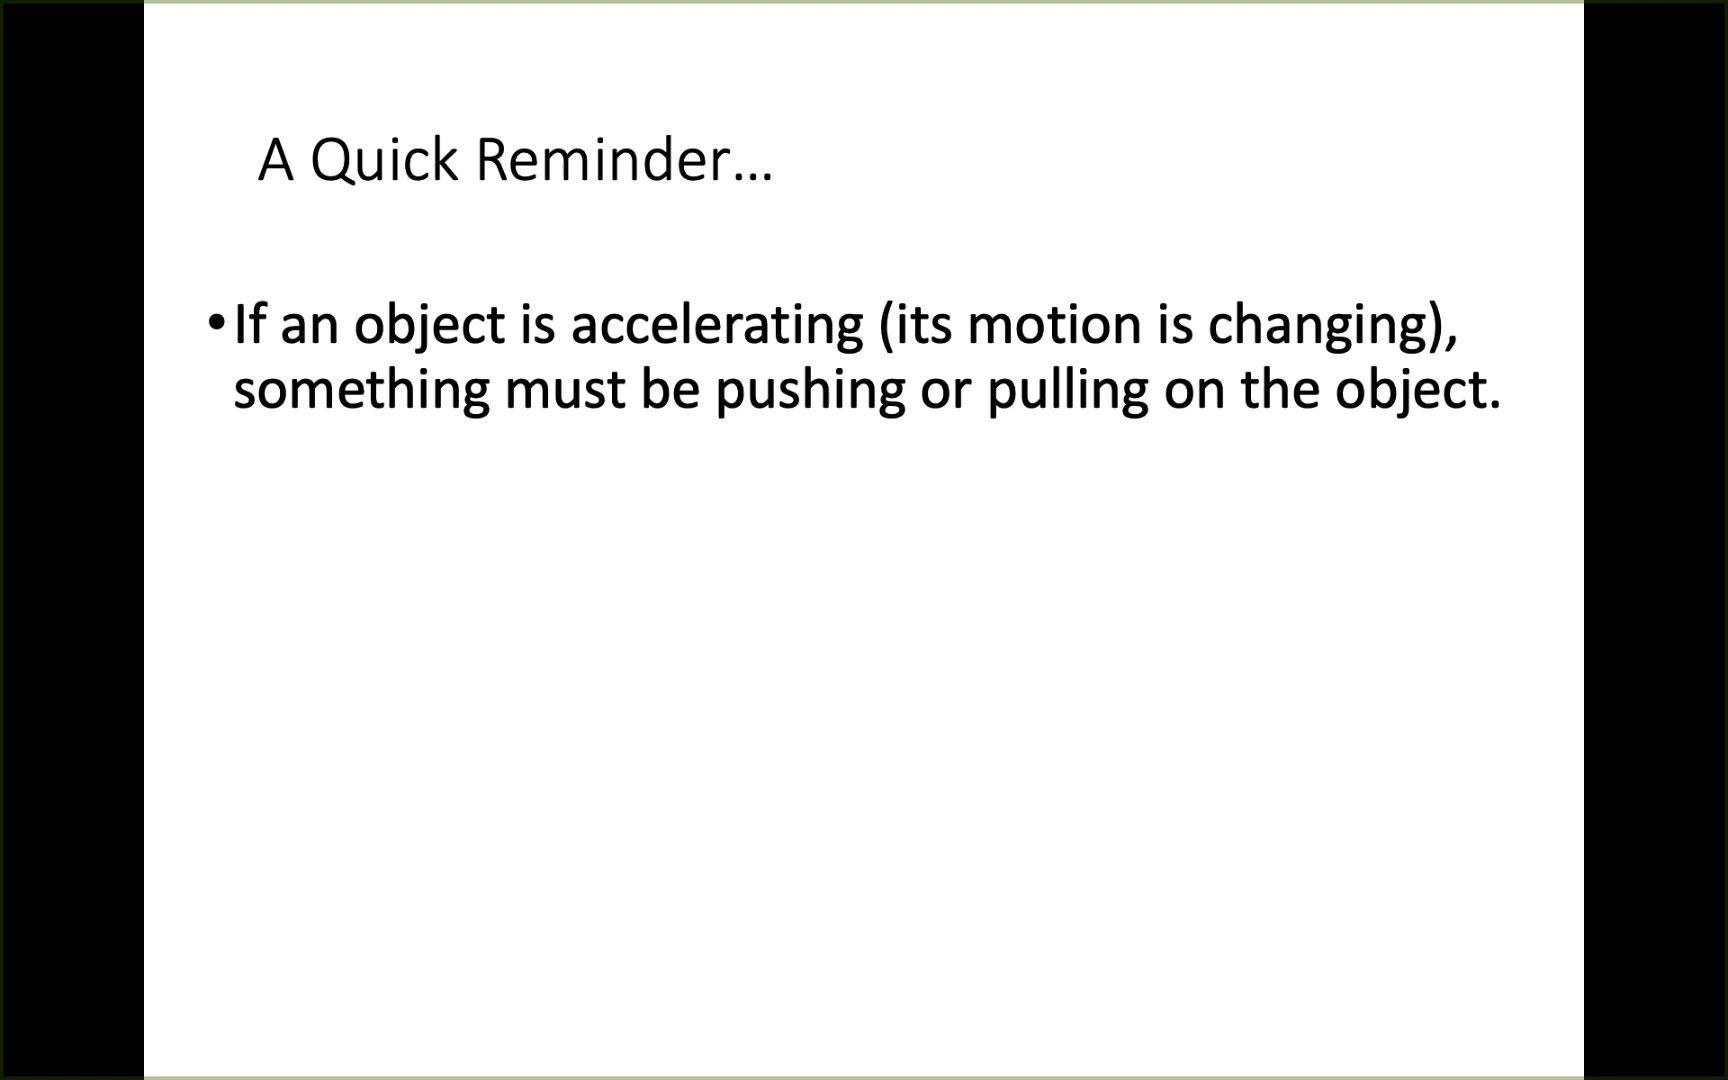 A Quick Reminder...
•If an object is accelerating (its motion is changing),
something must be pushing or pulling on the object.